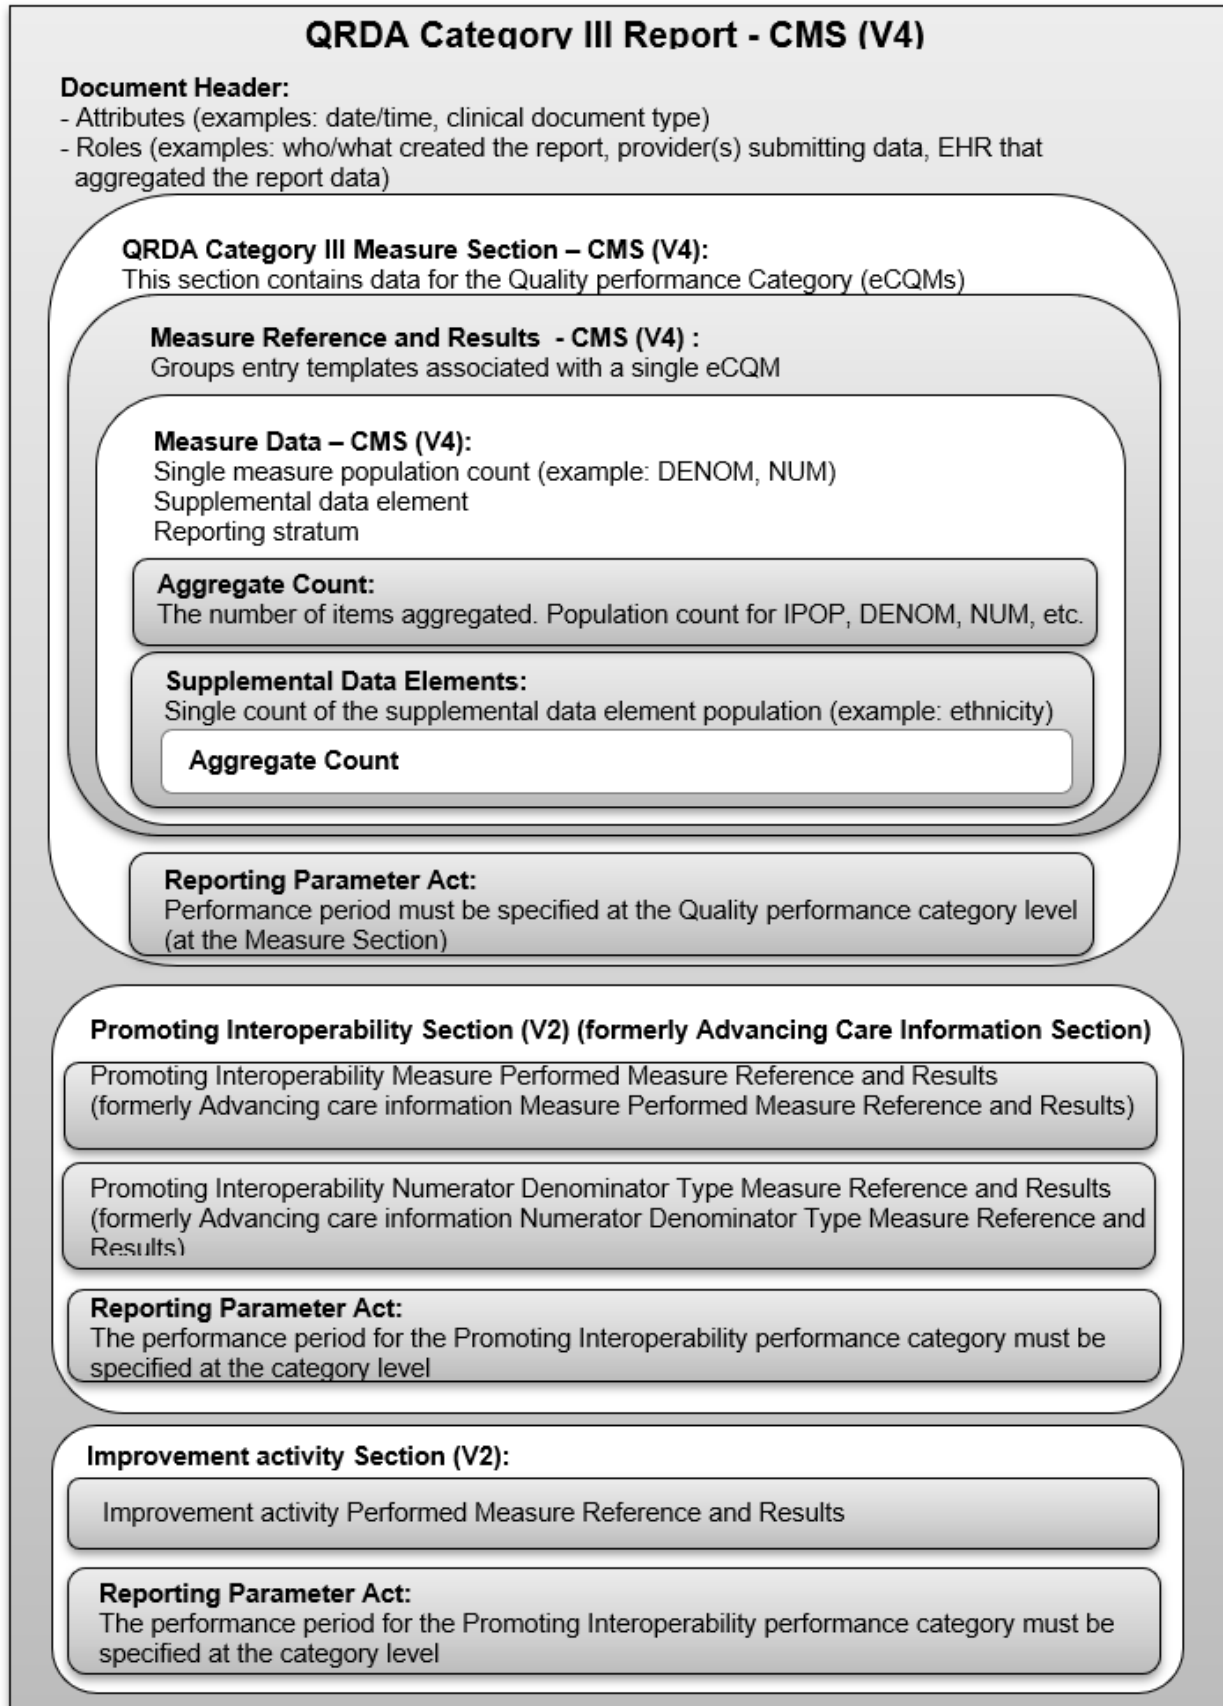 QRDA Category III Report - CMS (V4)
Document Header:
- Attributes (examples: date/time, clinical document type)
- Roles (examples: who/what created the report, provider(s) submitting data, EHR that
aggregated the report data)
QRDA Category III Measure Section – CMS (V4):
This section contains data for the Quality performance Category (eCQMs)
Measure Reference and Results - CMS (V4) :
Groups entry templates associated with a single eCQM
Measure Data – CMS (V4):
Single measure population count (example: DENOM, NUM)
Supplemental data element
Reporting stratum
Aggregate Count:
The number of items aggregated. Population count for IPOP, DENOM, NUM, etc.
Supplemental Data Elements:
Single count of the supplemental data element population (example: ethnicity)
Aggregate Count
Reporting Parameter Act:
Performance period must be specified at the Quality performance category level
(at the Measure Section)
Promoting Interoperability Section (V2) (formerly Advancing Care Information Section)
Promoting Interoperability Measure Performed Measure Reference and Results
(formerly Advancing care information Measure Performed Measure Reference and Results)
Promoting Interoperability Numerator Denominator Type Measure Reference and Results
(formerly Advancing care information Numerator Denominator Type Measure Reference and
Results)
Reporting Parameter Act:
The performance period for the Promoting Interoperability performance category must be
specified at the category level
Improvement activity Section (V2):
Improvement activity Performed Measure Reference and Results
Reporting Parameter Act:
The performance period for the Promoting Interoperability performance category must be
specified at the category level